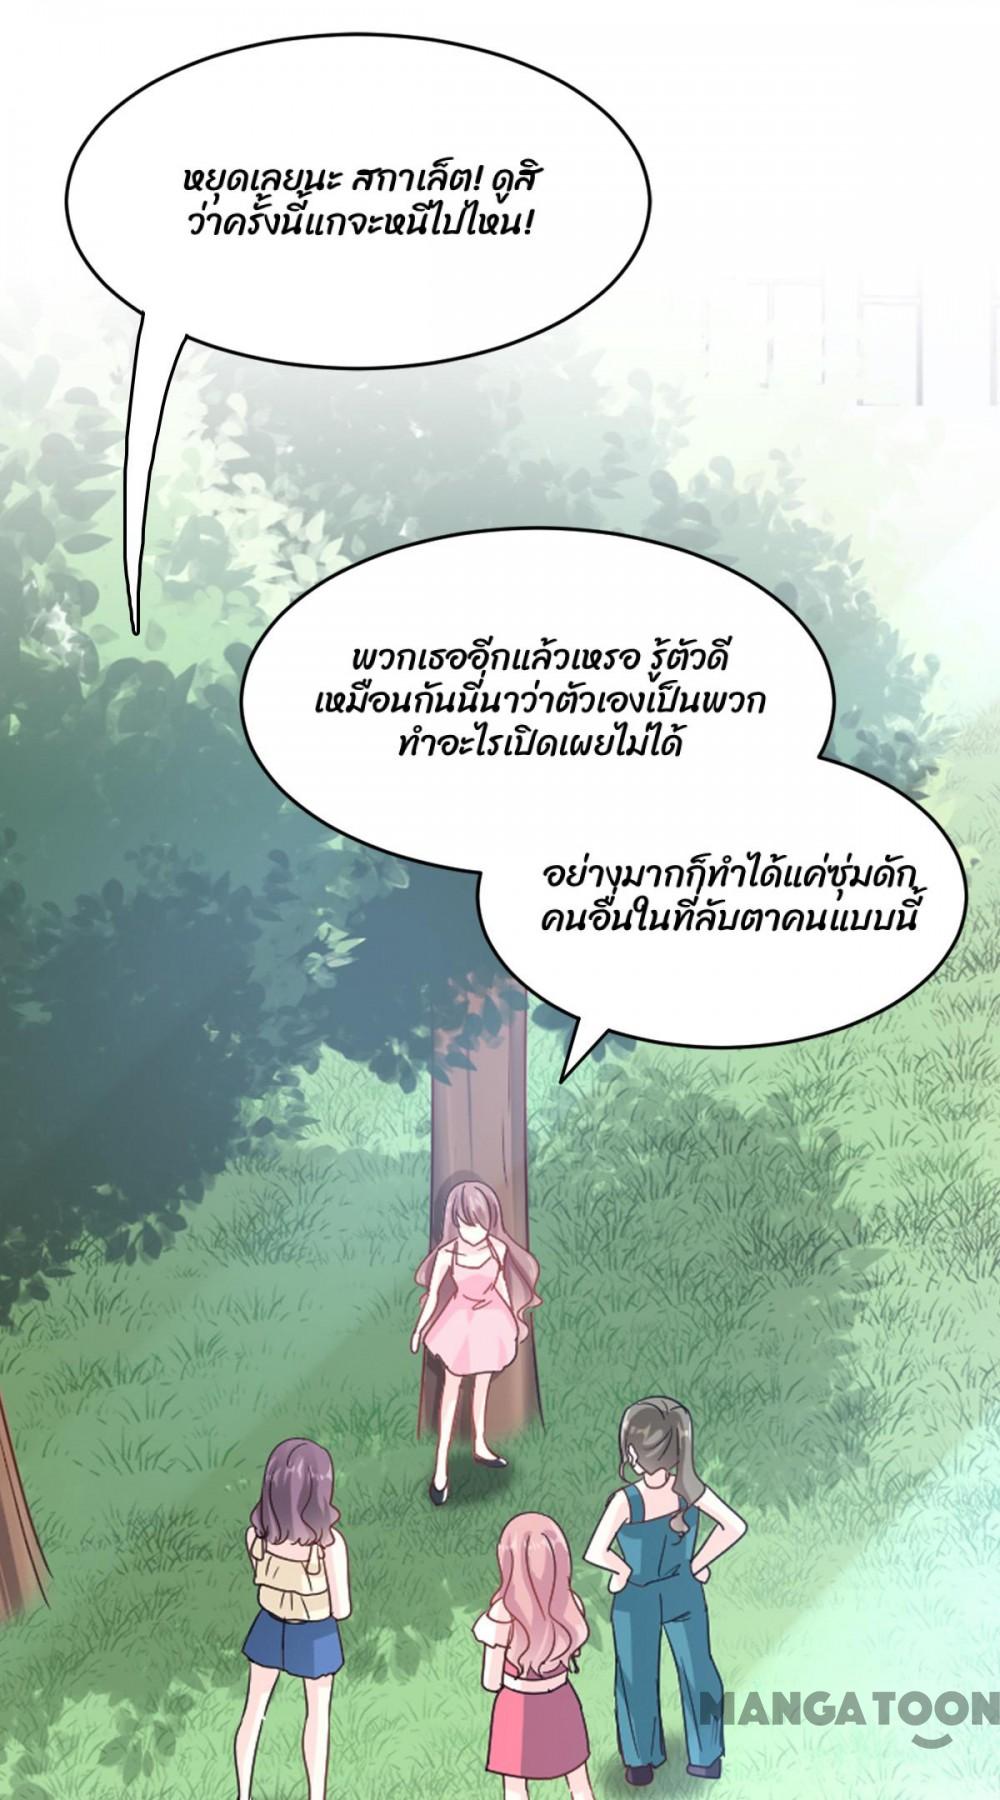 หยุดเลยนะ สกาเล็ต! ดูสิ
ว่าครั้งนี้แกจะหนีไปไหน!
พวกเธออีกแล้วเหรอ รู้ตัวดี
เหมือนกันนี่นาว่าตัวเองเป็นพวก
ทำอะไรเปิดเผยไม่ได้
อย่างมากก็ทำได้แค่ซุ่มดัก
คนอื่นในที่ลับตาคนแบบนี้
MANGATOON